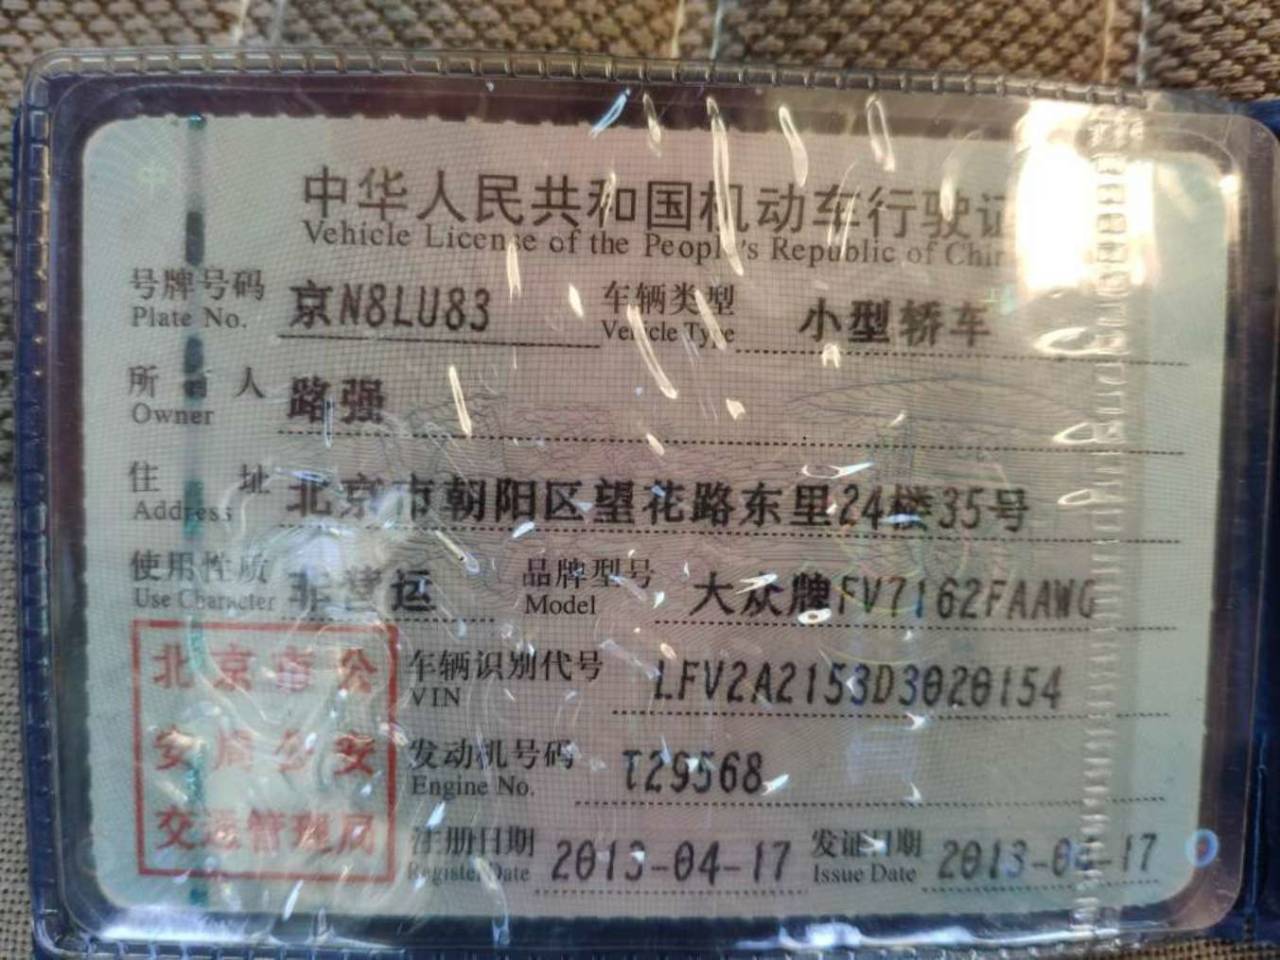 中华人民共和国机动车行驶证
Vehicle License of the People's Republic of Chin
号牌号码 京N8LU83 车辆类型 小型轿车
Plate No. Vehicle Type
所有人 路强
Owner
住址 北京市朝阳区望花路东里24楼35号
Address
使用性质 非营运 品牌型号 大众牌FV7162FAAWG
Use Character Model
北京市公
安局公安
交通管理局
车辆识别代号 LFV2A2153D3020154
VIN
发动机号码 T29568
Engine No.
注册日期 2013-04-17 发证日期 2013-04-17
Register Date Issue Date